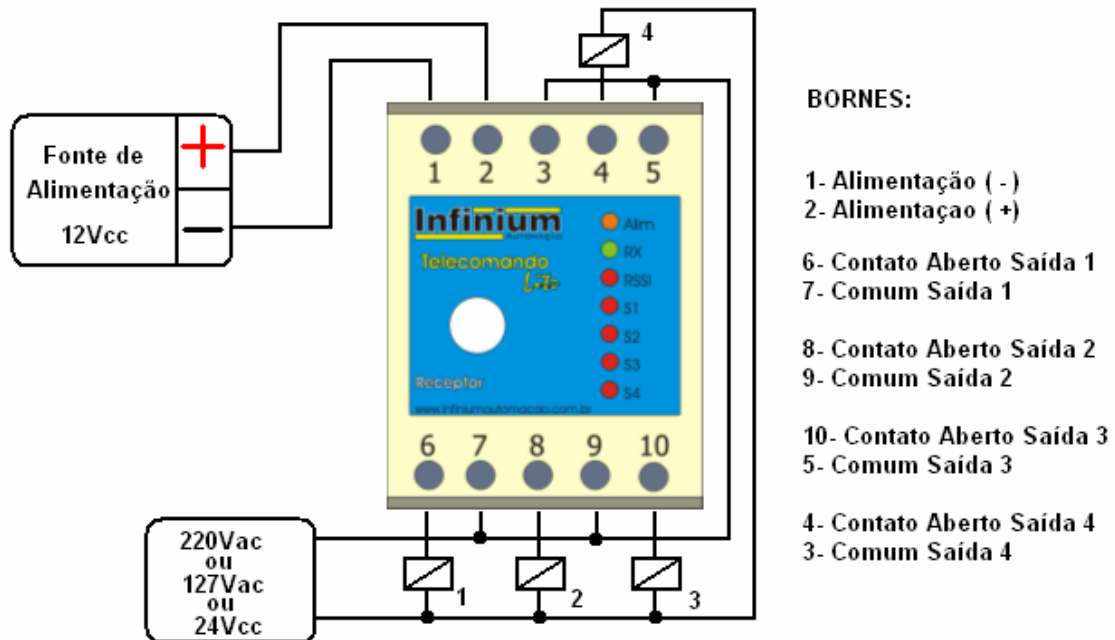 4
Fonte de
Alimentação
12Vcc
1 2 3 4 5
Infinium
Automação
Telecomando
Lite
Alim
RX
RSSI
S1
S2
S3
S4
Receptor
www.infiniumautomacao.com.br
6 7 8 9 10
220Vac
ou
127Vac
ou
24Vcc
1
2
3
BORNES:
1- Alimentação ( - )
2- Alimentaçao ( +)
6- Contato Aberto Saída 1
7- Comum Saída 1
8- Contato Aberto Saída 2
9- Comum Saída 2
10- Contato Aberto Saída 3
5- Comum Saída 3
4- Contato Aberto Saída 4
3- Comum Saída 4